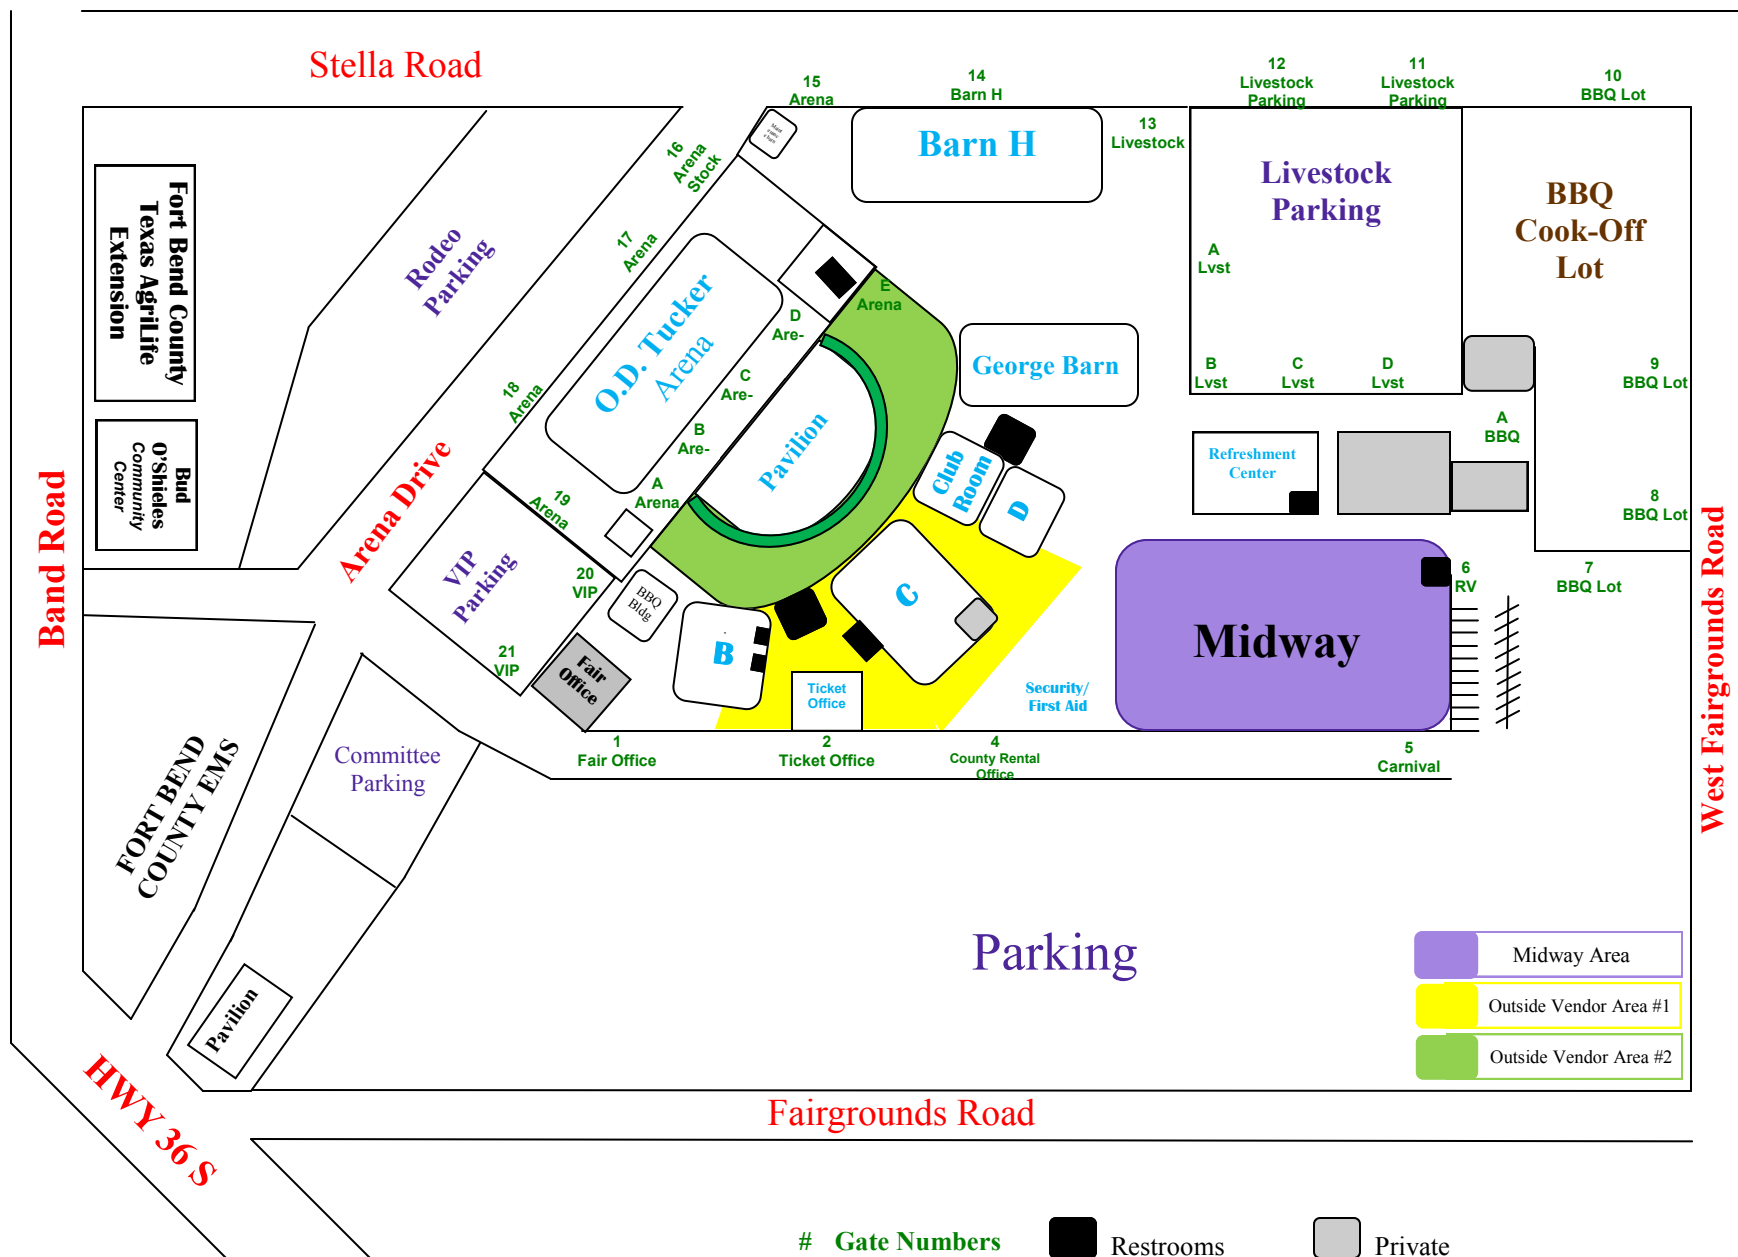 Stella Road
15
Arena
14
Barn H
12
Livestock
Parking
11
Livestock
Parking
10
BBQ Lot
13
Livestock
16
Arena
Stock
Barn H
Livestock
Parking
BBQ
Cook-Off
Lot
Fort Bend County
Texas AgriLife
Extension
Rodeo
Parking
17
Arena
A
Lvst
E
Arena
O.D. Tucker
Arena
D
Are-
George Barn
B
Lvst
C
Lvst
D
Lvst
9
BBQ Lot
18
Arena
C
Are-
A
BBQ
B
Are-
Pavilion
Bud
O'Shieles
Community
Center
Arena Drive
Club
Room
Refreshment
Center
D
19
Arena
A
Arena
8
BBQ Lot
Band Road
VIP
Parking
20
VIP
BBQ
Bldg
C
6
RV
7
BBQ Lot
West Fairgrounds Road
21
VIP
Fair
Office
B
Midway
Ticket
Office
Security/
First Aid
1
Fair Office
2
Ticket Office
4
County Rental
Office
5
Carnival
FORT BEND
COUNTY EMS
Committee
Parking
Parking
Midway Area
Outside Vendor Area #1
Outside Vendor Area #2
Pavilion
HWY 36 S
Fairgrounds Road
# Gate Numbers
Restrooms
Private